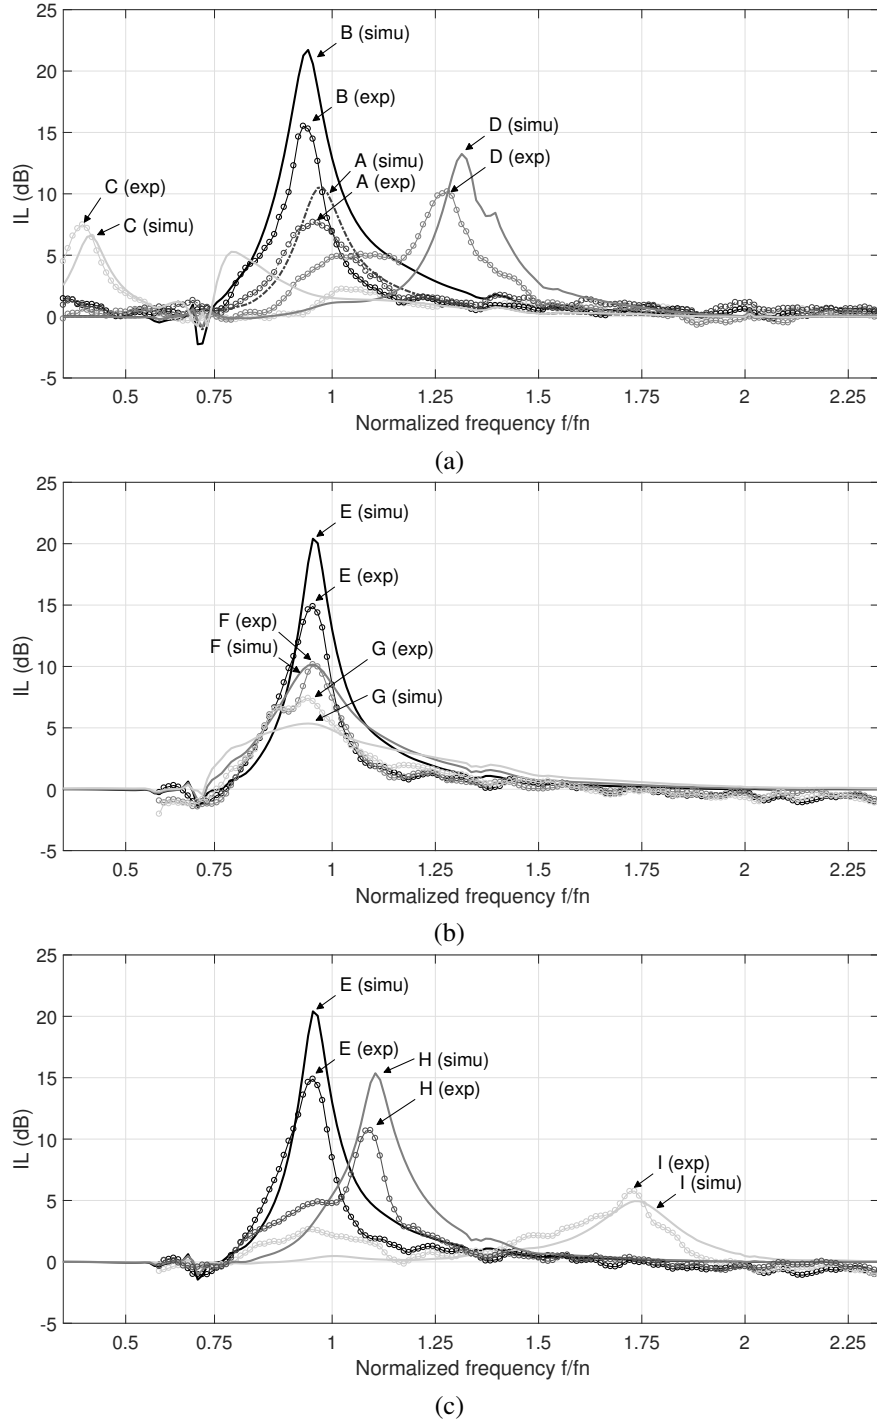 25
20
15
10
5
0
-5
IL (dB)
B (simu)
B (exp)
A (simu)
A (exp)
C (exp)
C (simu)
D (simu)
D (exp)
0.5 0.75 1 1.25 1.5 1.75 2 2.25
Normalized frequency f/fn
(a)
25
20
15
10
5
0
-5
IL (dB)
E (simu)
E (exp)
F (exp)
F (simu)
G (exp)
G (simu)
0.5 0.75 1 1.25 1.5 1.75 2 2.25
Normalized frequency f/fn
(b)
25
20
15
10
5
0
-5
IL (dB)
E (simu)
E (exp)
H (simu)
H (exp)
I (exp)
I (simu)
0.5 0.75 1 1.25 1.5 1.75 2 2.25
Normalized frequency f/fn
(c)